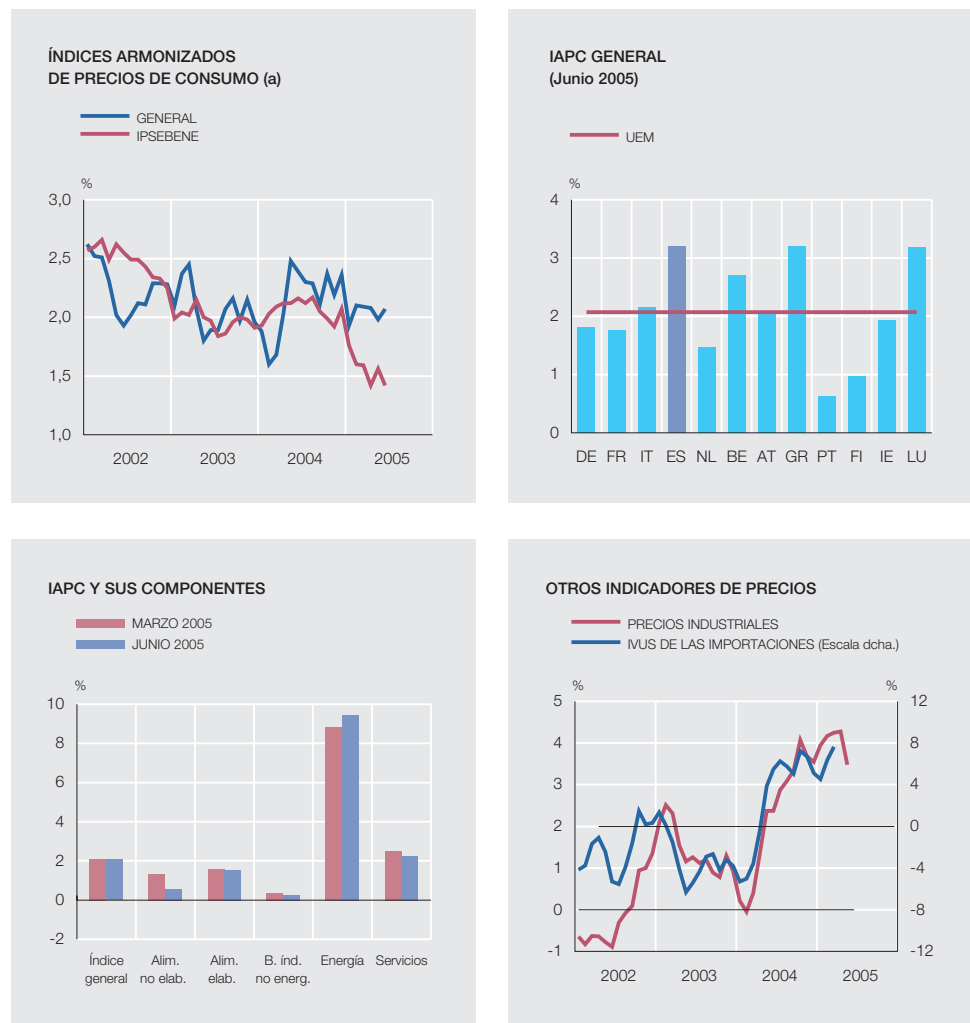 ÍNDICES ARMONIZADOS
DE PRECIOS DE CONSUMO (a)
GENERAL
IPSEBENE
%
3,0
2,5
2,0
1,5
1,0
2002 2003 2004 2005
IAPC GENERAL
(Junio 2005)
UEM
%
4
3
2
1
0
DE FR IT ES NL BE AT GR PT FI IE LU
IAPC Y SUS COMPONENTES
MARZO 2005
JUNIO 2005
%
10
8
6
4
2
0
-2
Índice Alim. Alim. B. índ. Energía Servicios
general no elab. elab. no energ.
OTROS INDICADORES DE PRECIOS
PRECIOS INDUSTRIALES
IVUS DE LAS IMPORTACIONES (Escala dcha.)
% %
5 12
4 8
3 4
2 0
1 -4
0 -8
-1 -12
2002 2003 2004 2005